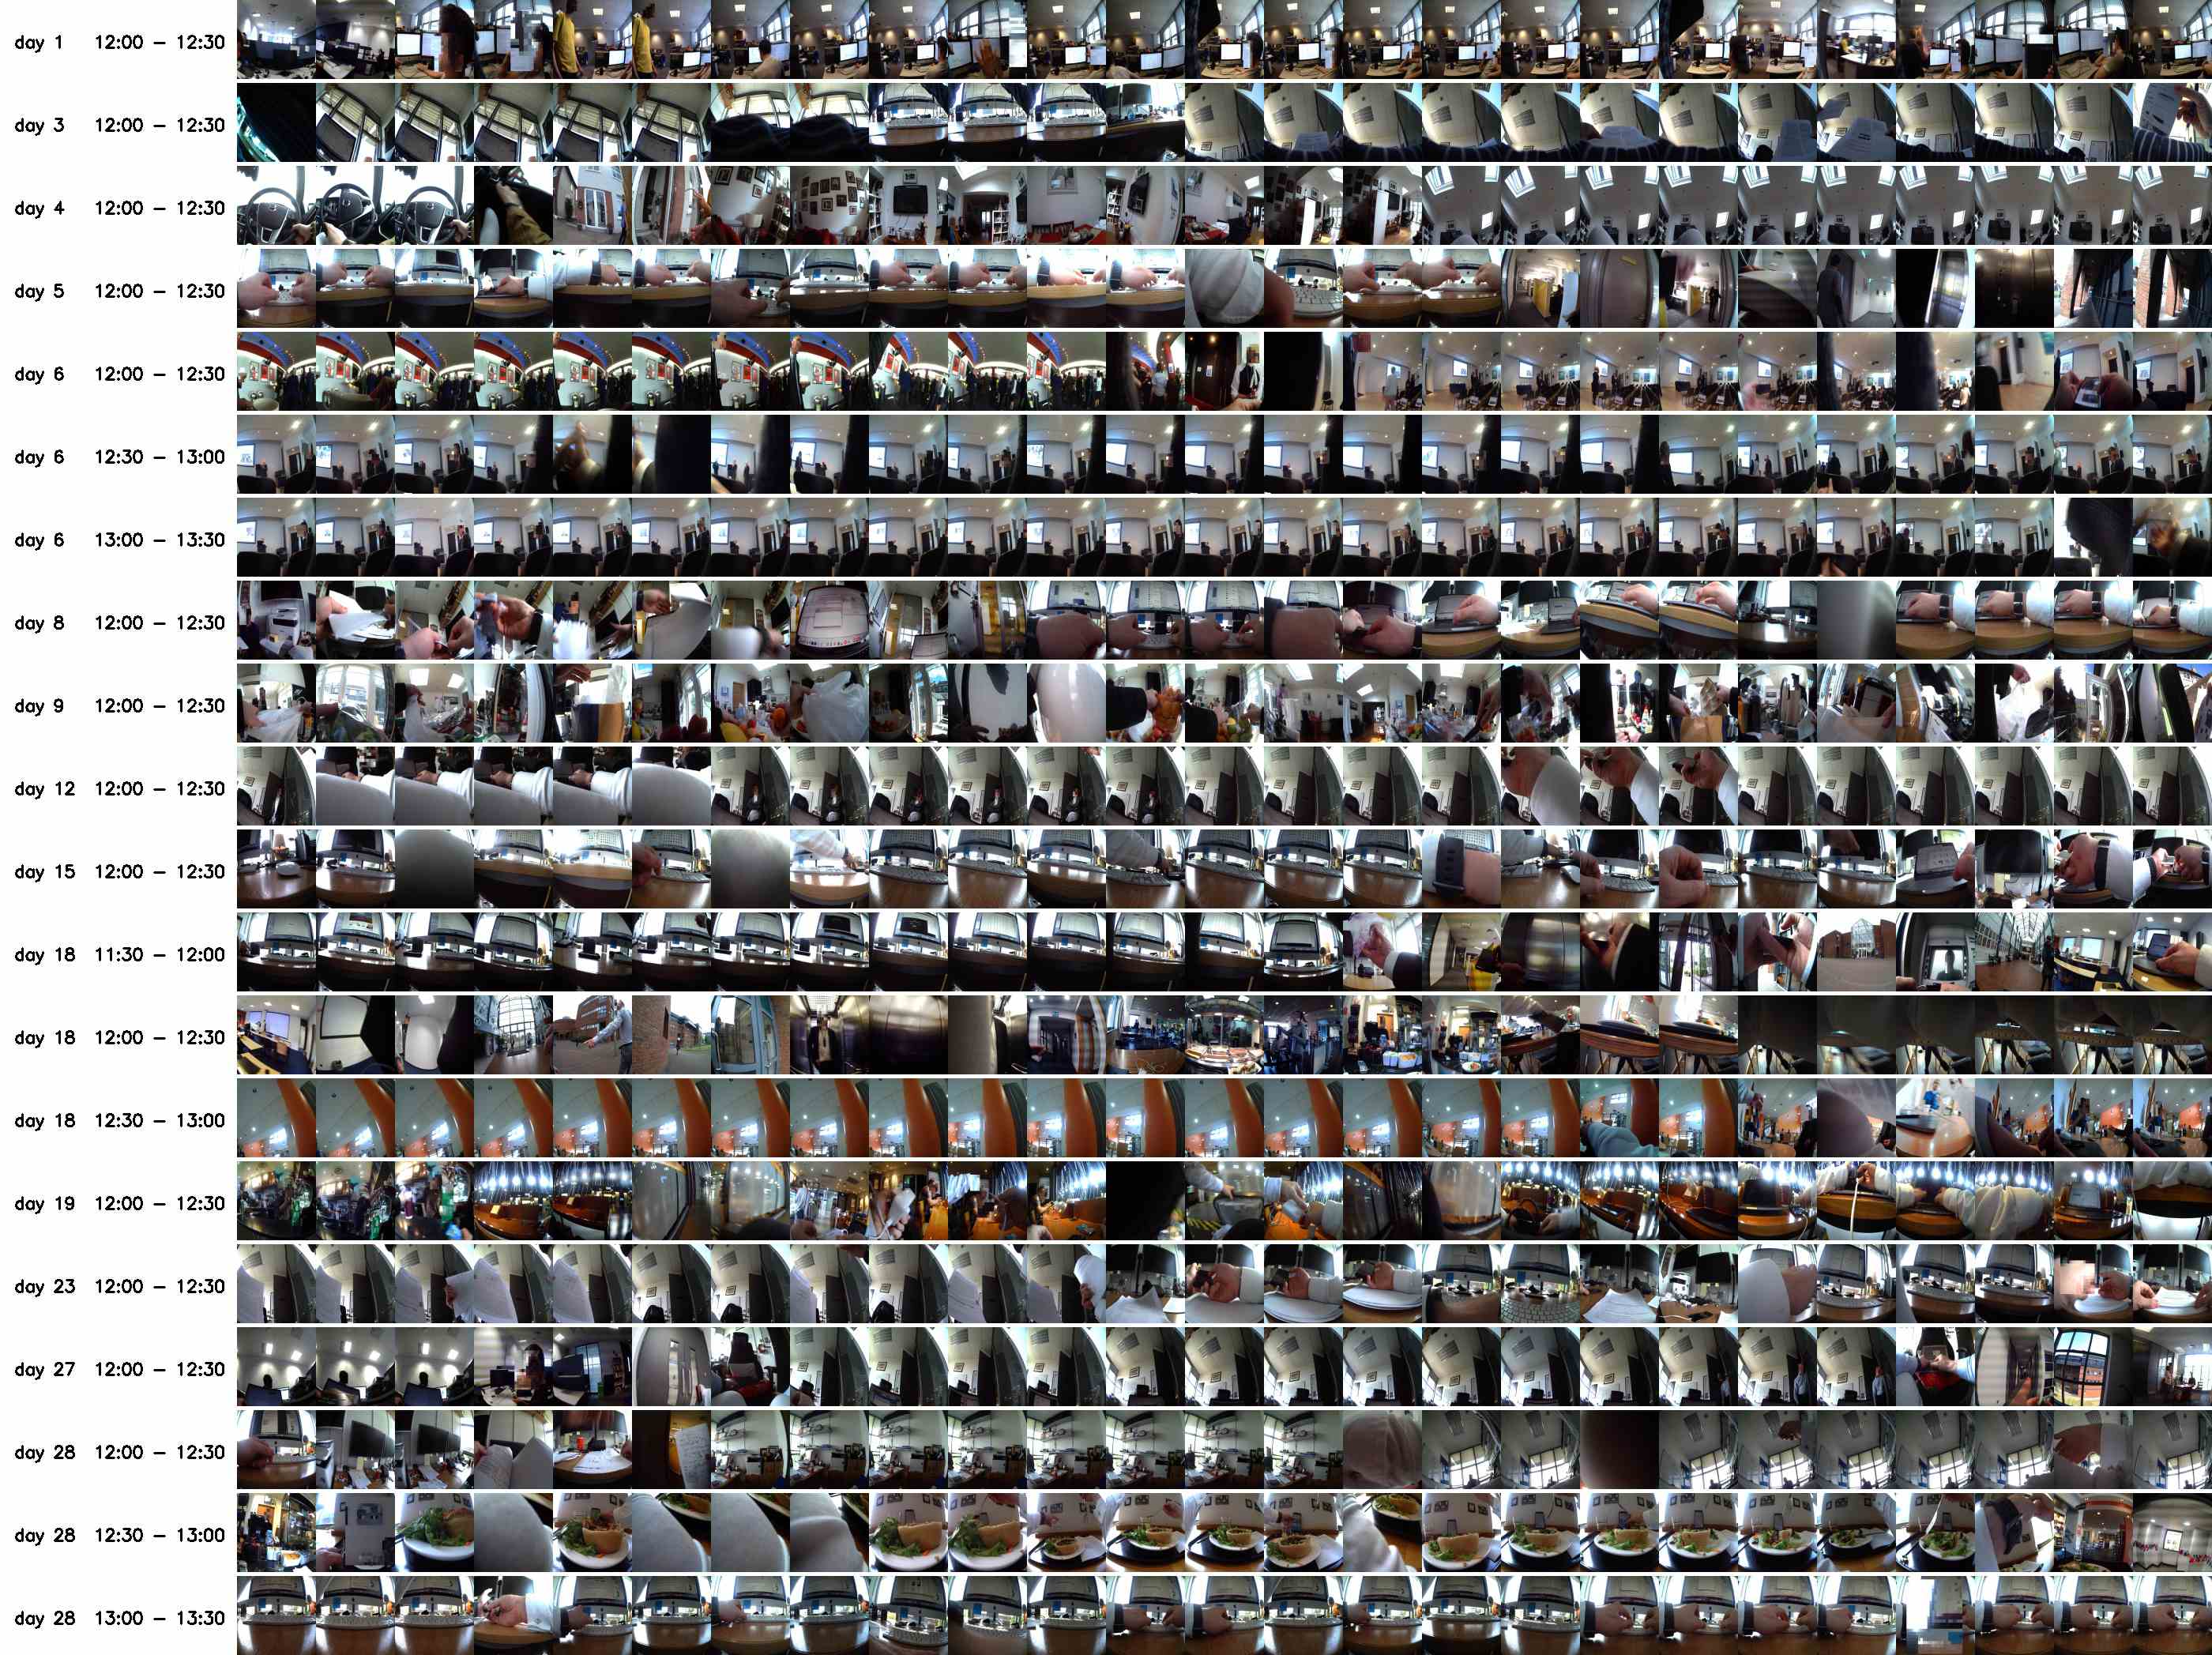 day 1 12:00 – 12:30
day 3 12:00 – 12:30
day 4 12:00 – 12:30
day 5 12:00 – 12:30
day 6 12:00 – 12:30
day 6 12:30 – 13:00
day 6 13:00 – 13:30
day 8 12:00 – 12:30
day 9 12:00 – 12:30
day 12 12:00 – 12:30
day 15 12:00 – 12:30
day 18 11:30 – 12:00
day 18 12:00 – 12:30
day 18 12:30 – 13:00
day 19 12:00 – 12:30
day 23 12:00 – 12:30
day 27 12:00 – 12:30
day 28 12:00 – 12:30
day 28 12:30 – 13:00
day 28 13:00 – 13:30